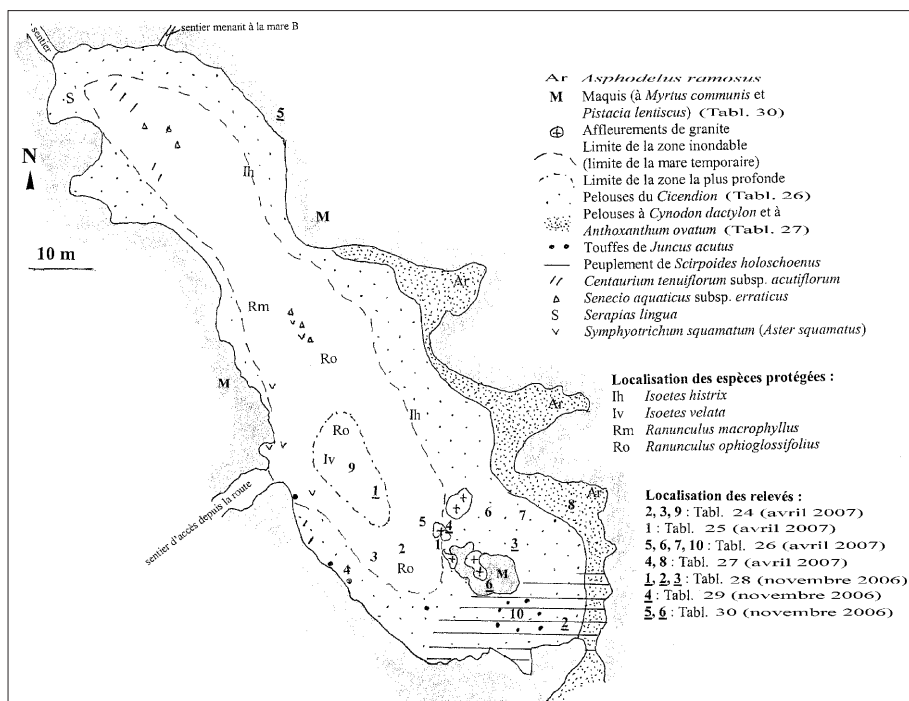 sentier menant à la mare B
sentier
S
5
Ih
N
M
10 m
Ar
Rm
Ro
M
Ih
Ar
Ro
Iv
9
1
sentier d'accès depuis la route
5
4
1
6
7
8
Ar
2
3
Ro
4
3
M
6
10
2
Ar Asphodelus ramosus
M Maquis (à Myrtus communis et
Pistacia lentiscus) (Tabl. 30)
Affleurements de granite
Limite de la zone inondable
(limite de la mare temporaire)
Limite de la zone la plus profonde
Pelouses du Cicendion (Tabl. 26)
Pelouses à Cynodon dactylon et à
Anthoxanthum ovatum (Tabl. 27)
Touffes de Juncus acutus
Peuplement de Scirpoides holoschoenus
Centaurium tenuiflorum subsp. acutiflorum
Senecio aquaticus subsp. erraticus
S Serapias lingua
v Symphyotrichum squamatum (Aster squamatus)
Localisation des espèces protégées :
Ih Isoetes histrix
Iv Isoetes velata
Rm Ranunculus macrophyllus
Ro Ranunculus ophioglossifolius
Localisation des relevés :
2, 3, 9 : Tabl. 24 (avril 2007)
1 : Tabl. 25 (avril 2007)
5, 6, 7, 10 : Tabl. 26 (avril 2007)
4, 8 : Tabl. 27 (avril 2007)
1, 2, 3 : Tabl. 28 (novembre 2006)
4 : Tabl. 29 (novembre 2006)
5, 6 : Tabl. 30 (novembre 2006)